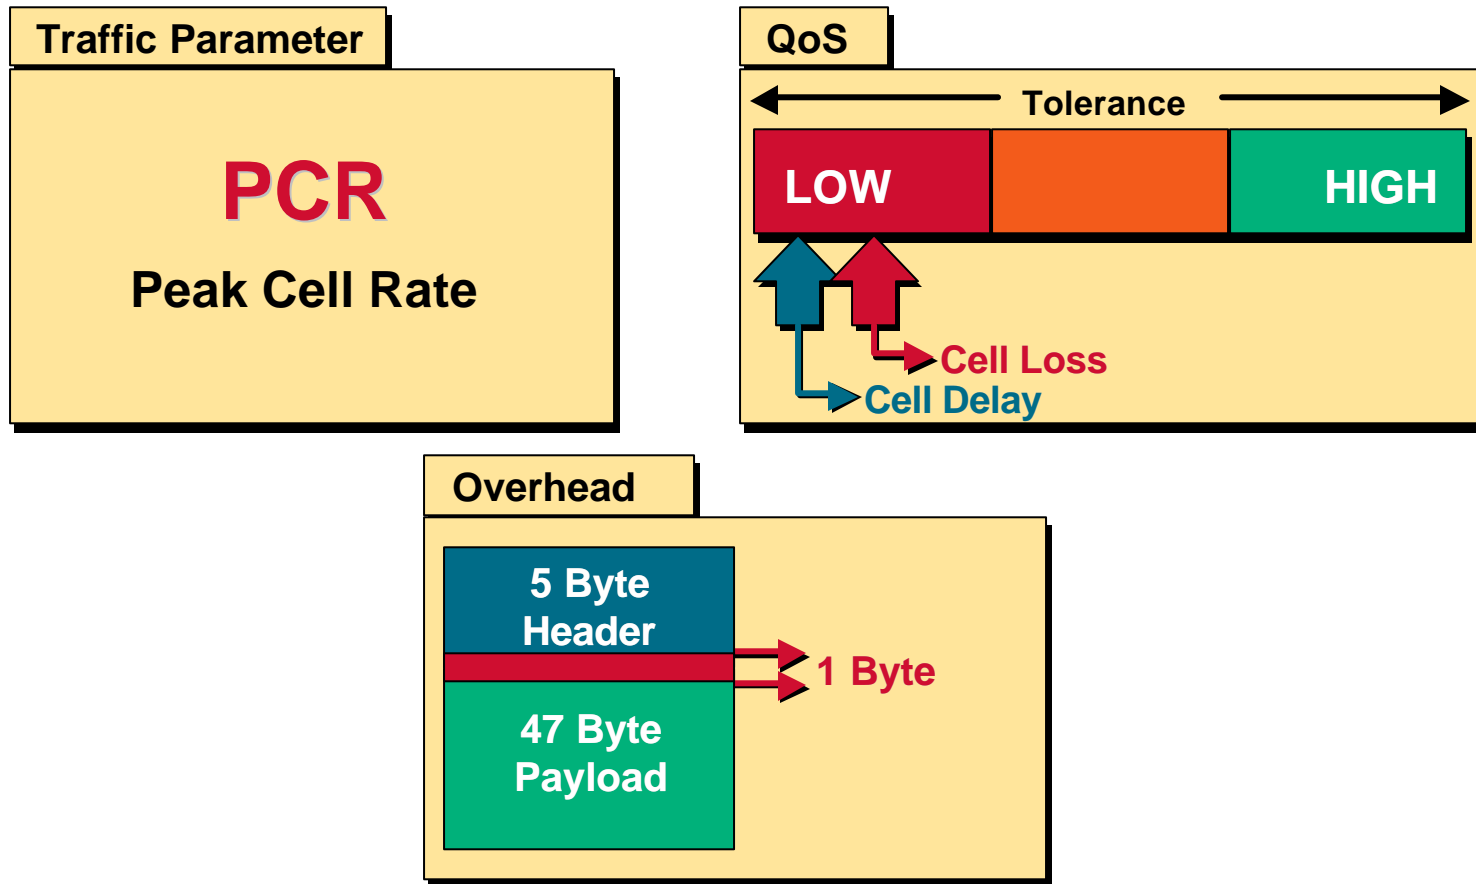 Traffic Parameter
PCR
Peak Cell Rate
QoS
Tolerance
LOW
HIGH
Cell Loss
Cell Delay
Overhead
5 Byte
Header
1 Byte
47 Byte
Payload